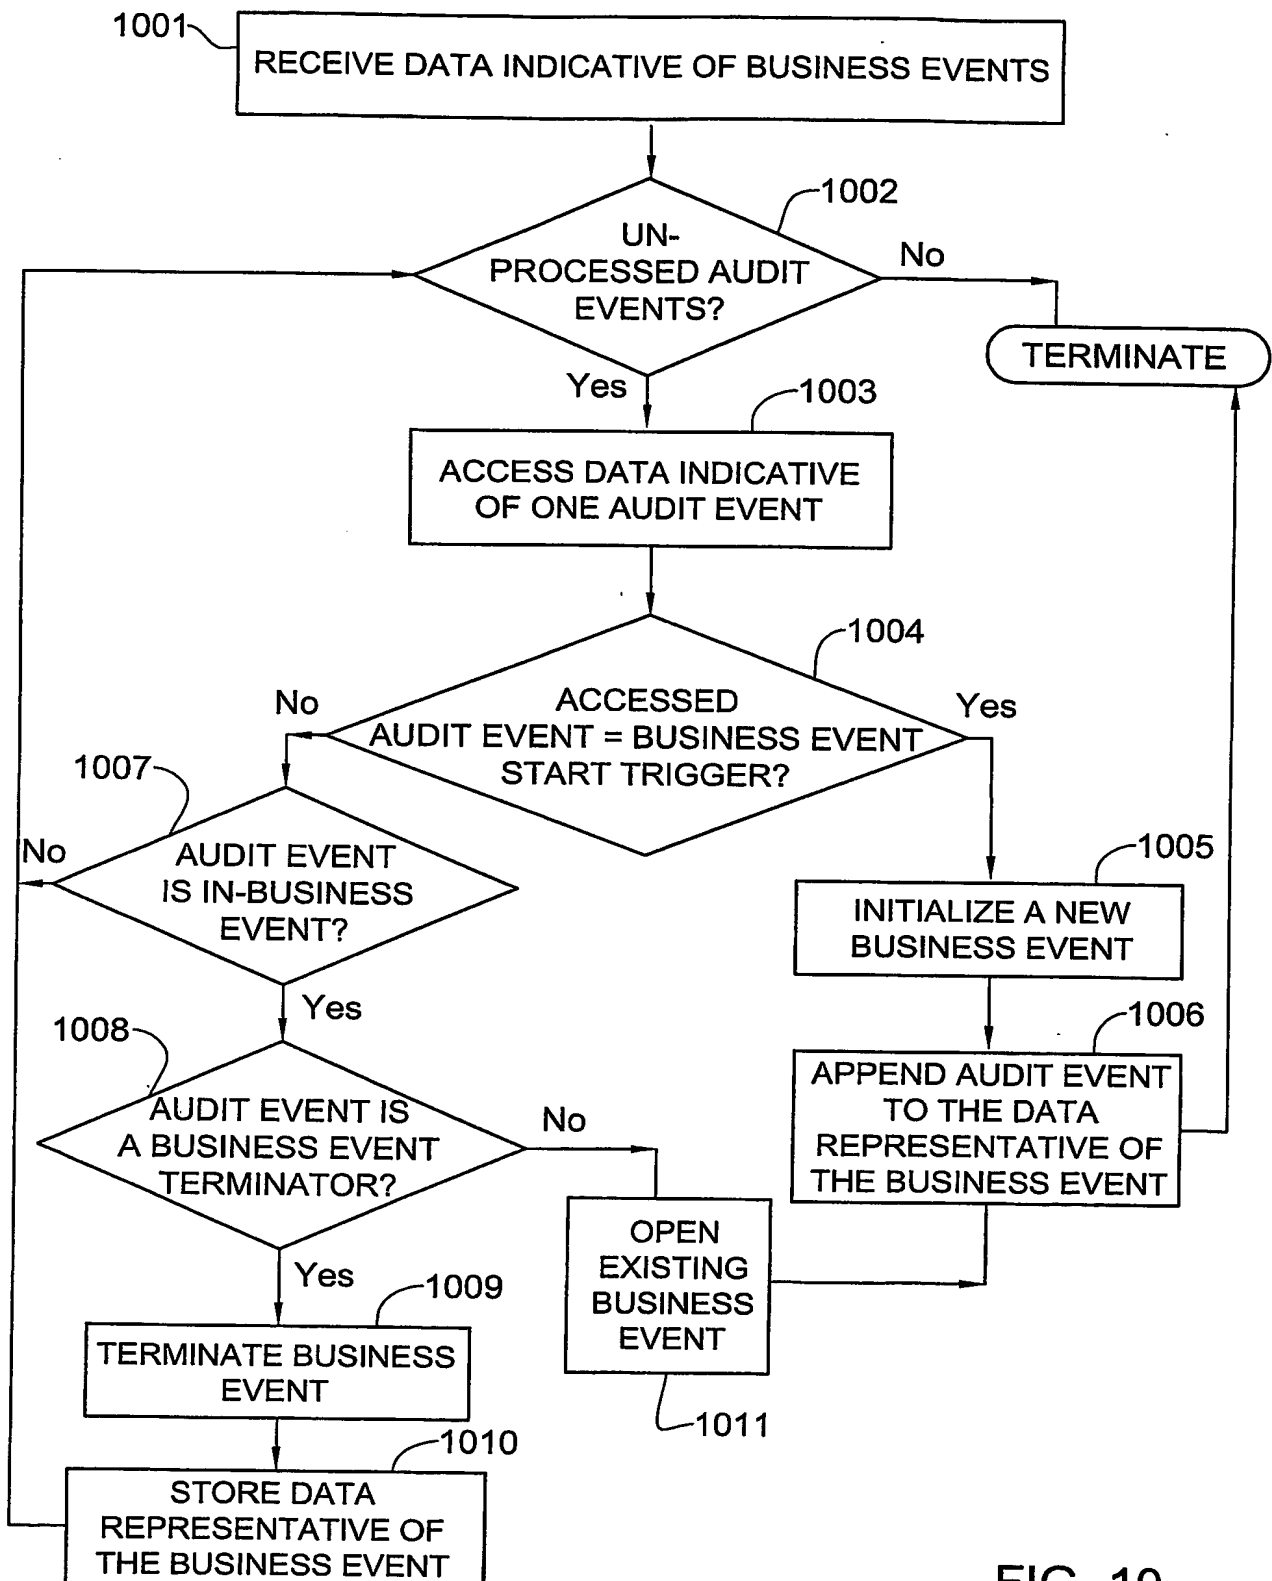 1001
RECEIVE DATA INDICATIVE OF BUSINESS EVENTS
1002
UN-
PROCESSED AUDIT
EVENTS?
No
TERMINATE
Yes
1003
ACCESS DATA INDICATIVE
OF ONE AUDIT EVENT
1004
No
ACCESSED
AUDIT EVENT = BUSINESS EVENT
START TRIGGER?
Yes
1007
No
AUDIT EVENT
IS IN-BUSINESS
EVENT?
1005
INITIALIZE A NEW
BUSINESS EVENT
Yes
1006
APPEND AUDIT EVENT
TO THE DATA
REPRESENTATIVE OF
THE BUSINESS EVENT
1008
AUDIT EVENT IS
A BUSINESS EVENT
TERMINATOR?
No
OPEN
EXISTING
BUSINESS
EVENT
1011
Yes
1009
TERMINATE BUSINESS
EVENT
1010
STORE DATA
REPRESENTATIVE OF
THE BUSINESS EVENT
FIG. 10